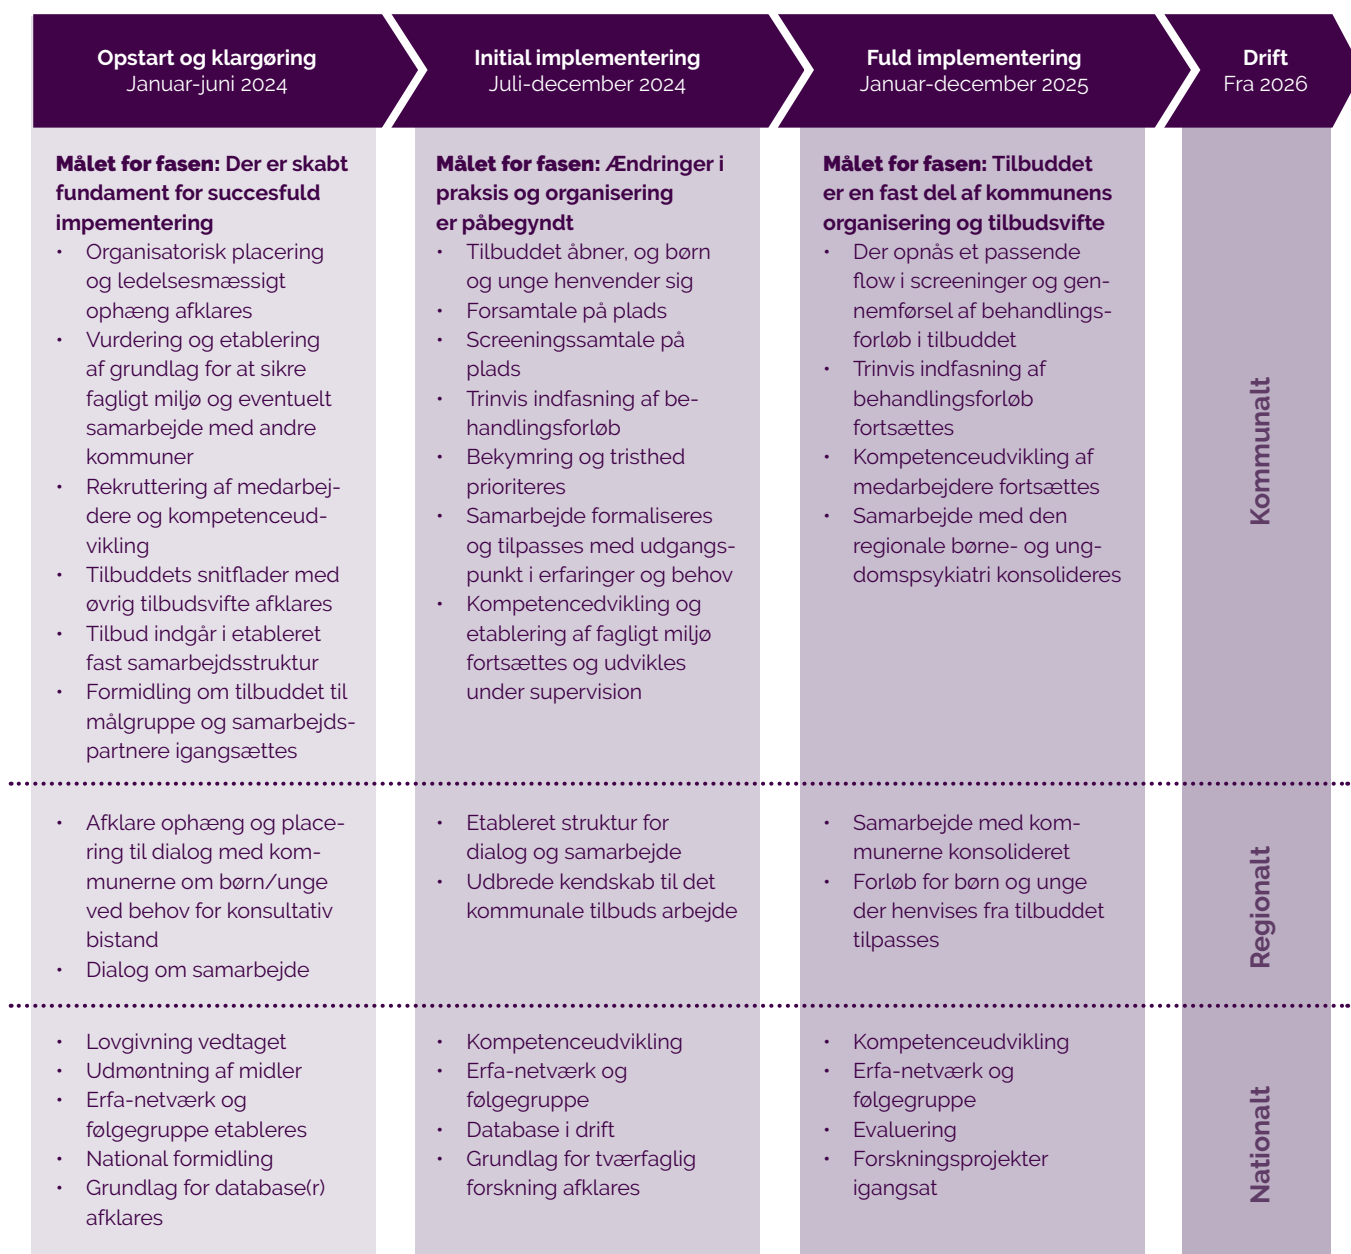 Opstart og klargøring
Januar-juni 2024
Initial implementering
Juli-december 2024
Fuld implementering
Januar-december 2025
Drift
Fra 2026
Målet for fasen: Der er skabt
fundament for succesfuld
impementering
• Organisatorisk placering
og ledelsesmæssigt
ophæng afklares
• Vurdering og etablering
af grundlag for at sikre
fagligt miljø og eventuelt
samarbejde med andre
kommuner
• Rekruttering af medarbej-
dere og kompetenceud-
vikling
• Tilbuddets snitflader med
øvrig tilbudsvifte afklares
• Tilbud indgår i etableret
fast samarbejdsstruktur
• Formidling om tilbuddet til
målgruppe og samarbejds-
partnere igangsættes
Målet for fasen: Ændringer i
praksis og organisering
er påbegyndt
• Tilbuddet åbner, og børn
og unge henvender sig
• Forsamtale på plads
• Screeningssamtale på
plads
• Trinvis indfasning af be-
handlingsforløb
• Bekymring og tristhed
prioriteres
• Samarbejde formaliseres
og tilpasses med udgangs-
punkt i erfaringer og behov
• Kompetencedvikling og
etablering af fagligt miljø
fortsættes og udvikles
under supervision
Målet for fasen: Tilbuddet
er en fast del af kommunens
organisering og tilbudsvifte
• Der opnås et passende
flow i screeninger og gen-
nemførsel af behandlings-
forløb i tilbuddet
• Trinvis indfasning af
behandlingsforløb
fortsættes
• Kompetenceudvikling af
medarbejdere fortsættes
• Samarbejde med den
regionale børne- og ung-
domspsykiatri konsolideres
Kommunalt
• Afklare ophæng og place-
ring til dialog med kom-
munerne om børn/unge
ved behov for konsultativ
bistand
• Dialog om samarbejde
• Etableret struktur for
dialog og samarbejde
• Udbrede kendskab til det
kommunale tilbuds arbejde
• Samarbejde med kom-
munerne konsolideret
• Forløb for børn og unge
der henvises fra tilbuddet
tilpasses
Regionalt
• Lovgivning vedtaget
• Udmøntning af midler
• Erfa-netværk og
følgegruppe etableres
• National formidling
• Grundlag for database(r)
afklares
• Kompetenceudvikling
• Erfa-netværk og
følgegruppe
• Database i drift
• Grundlag for tværfaglig
forskning afklares
• Kompetenceudvikling
• Erfa-netværk og
følgegruppe
• Evaluering
• Forskningsprojekter
igangsat
Nationalt